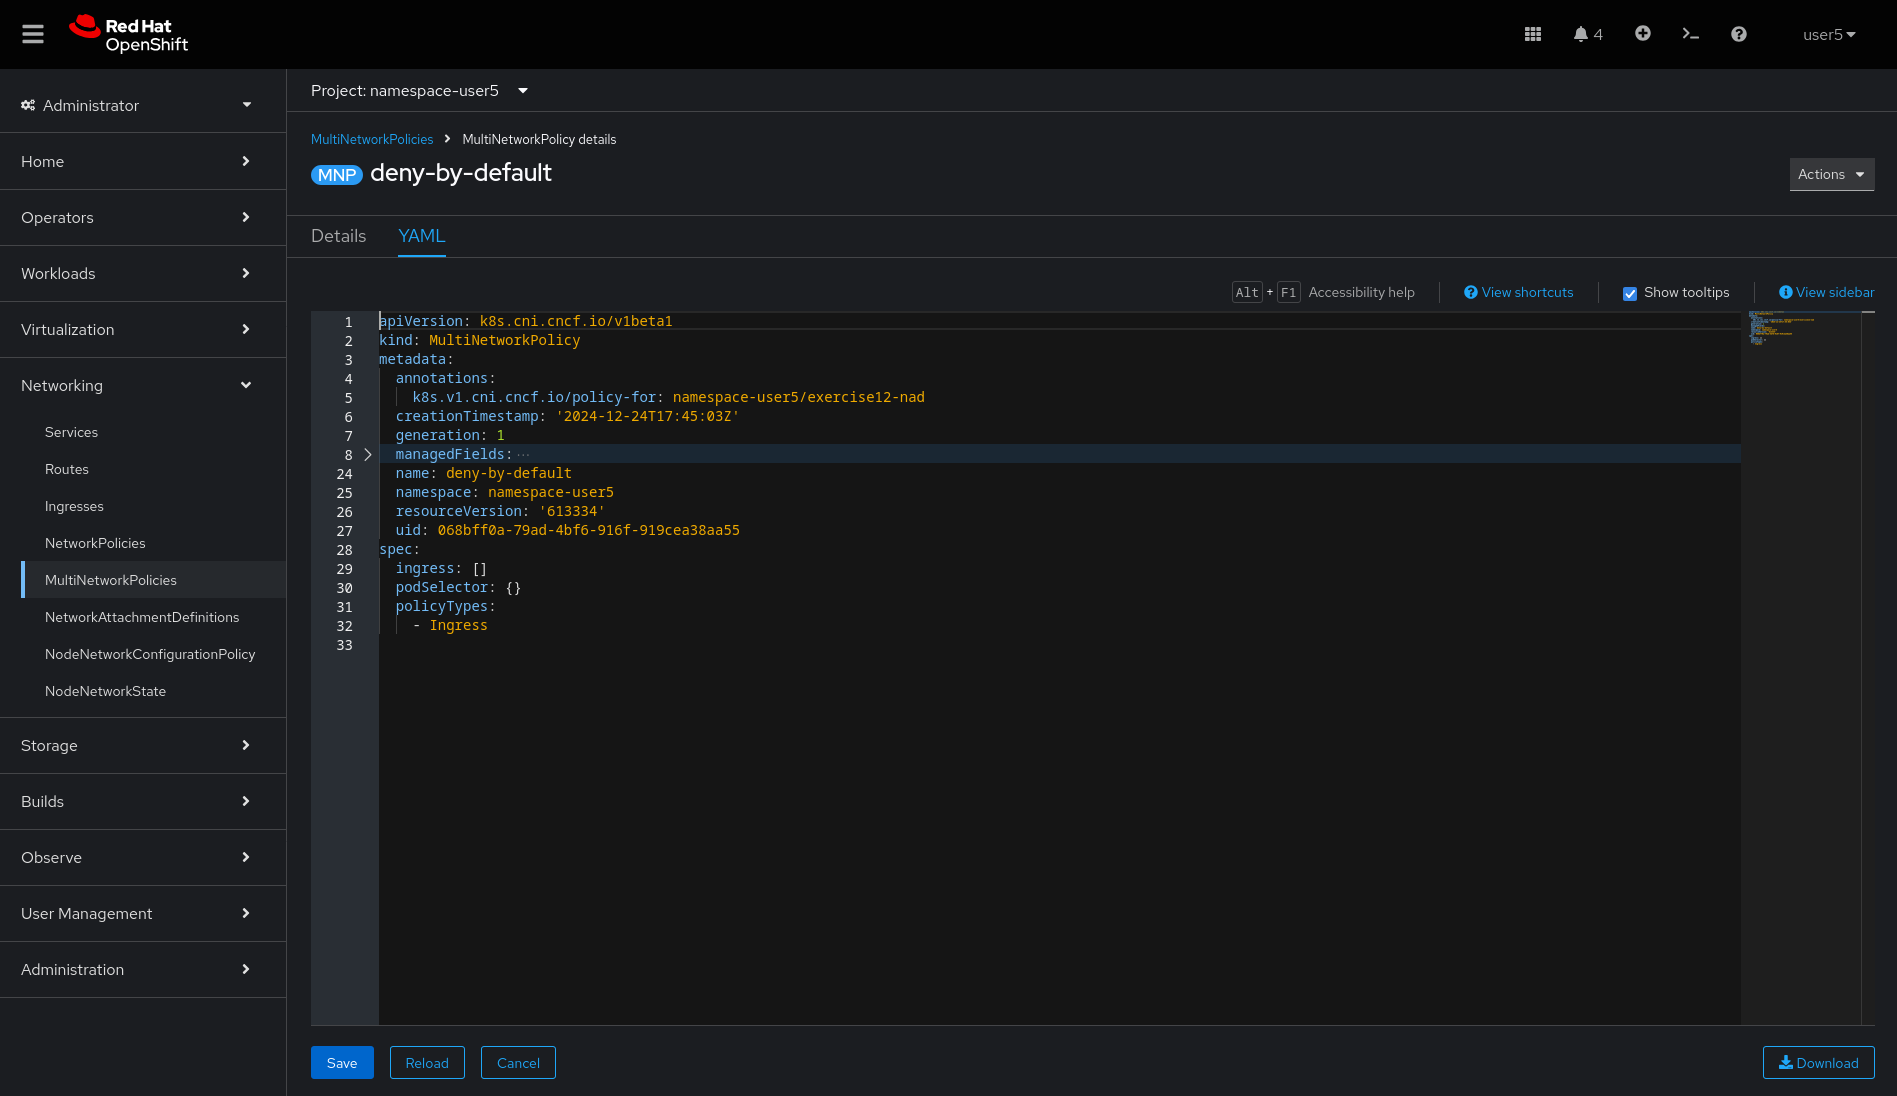 Red Hat
OpenShift
4
user5
Administrator
Home
Operators
Workloads
Virtualization
Networking
Services
Routes
Ingresses
NetworkPolicies
MultiNetworkPolicies
NetworkAttachmentDefinitions
NodeNetworkConfigurationPolicy
NodeNetworkState
Storage
Builds
Observe
User Management
Administration
Project: namespace-user5
MultiNetworkPolicies > MultiNetworkPolicy details
MNP deny-by-default
Actions
Details YAML
Alt + F1 Accessibility help View shortcuts Show tooltips View sidebar
1 apiVersion: k8s.cni.cncf.io/v1beta1
2 kind: MultiNetworkPolicy
3 metadata:
4 annotations:
5 k8s.v1.cni.cncf.io/policy-for: namespace-user5/exercise12-nad
6 creationTimestamp: '2024-12-24T17:45:03Z'
7 generation: 1
8 managedFields: ···
24 name: deny-by-default
25 namespace: namespace-user5
26 resourceVersion: '613334'
27 uid: 068bff0a-79ad-4bf6-916f-919cea38aa55
28 spec:
29 ingress: []
30 podSelector: {}
31 policyTypes:
32 - Ingress
33
Save Reload Cancel Download